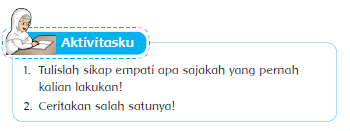 Aktivitasku
1. Tulislah sikap empati apa sajakah yang pernah
kalian lakukan!
2. Ceritakan salah satunya!